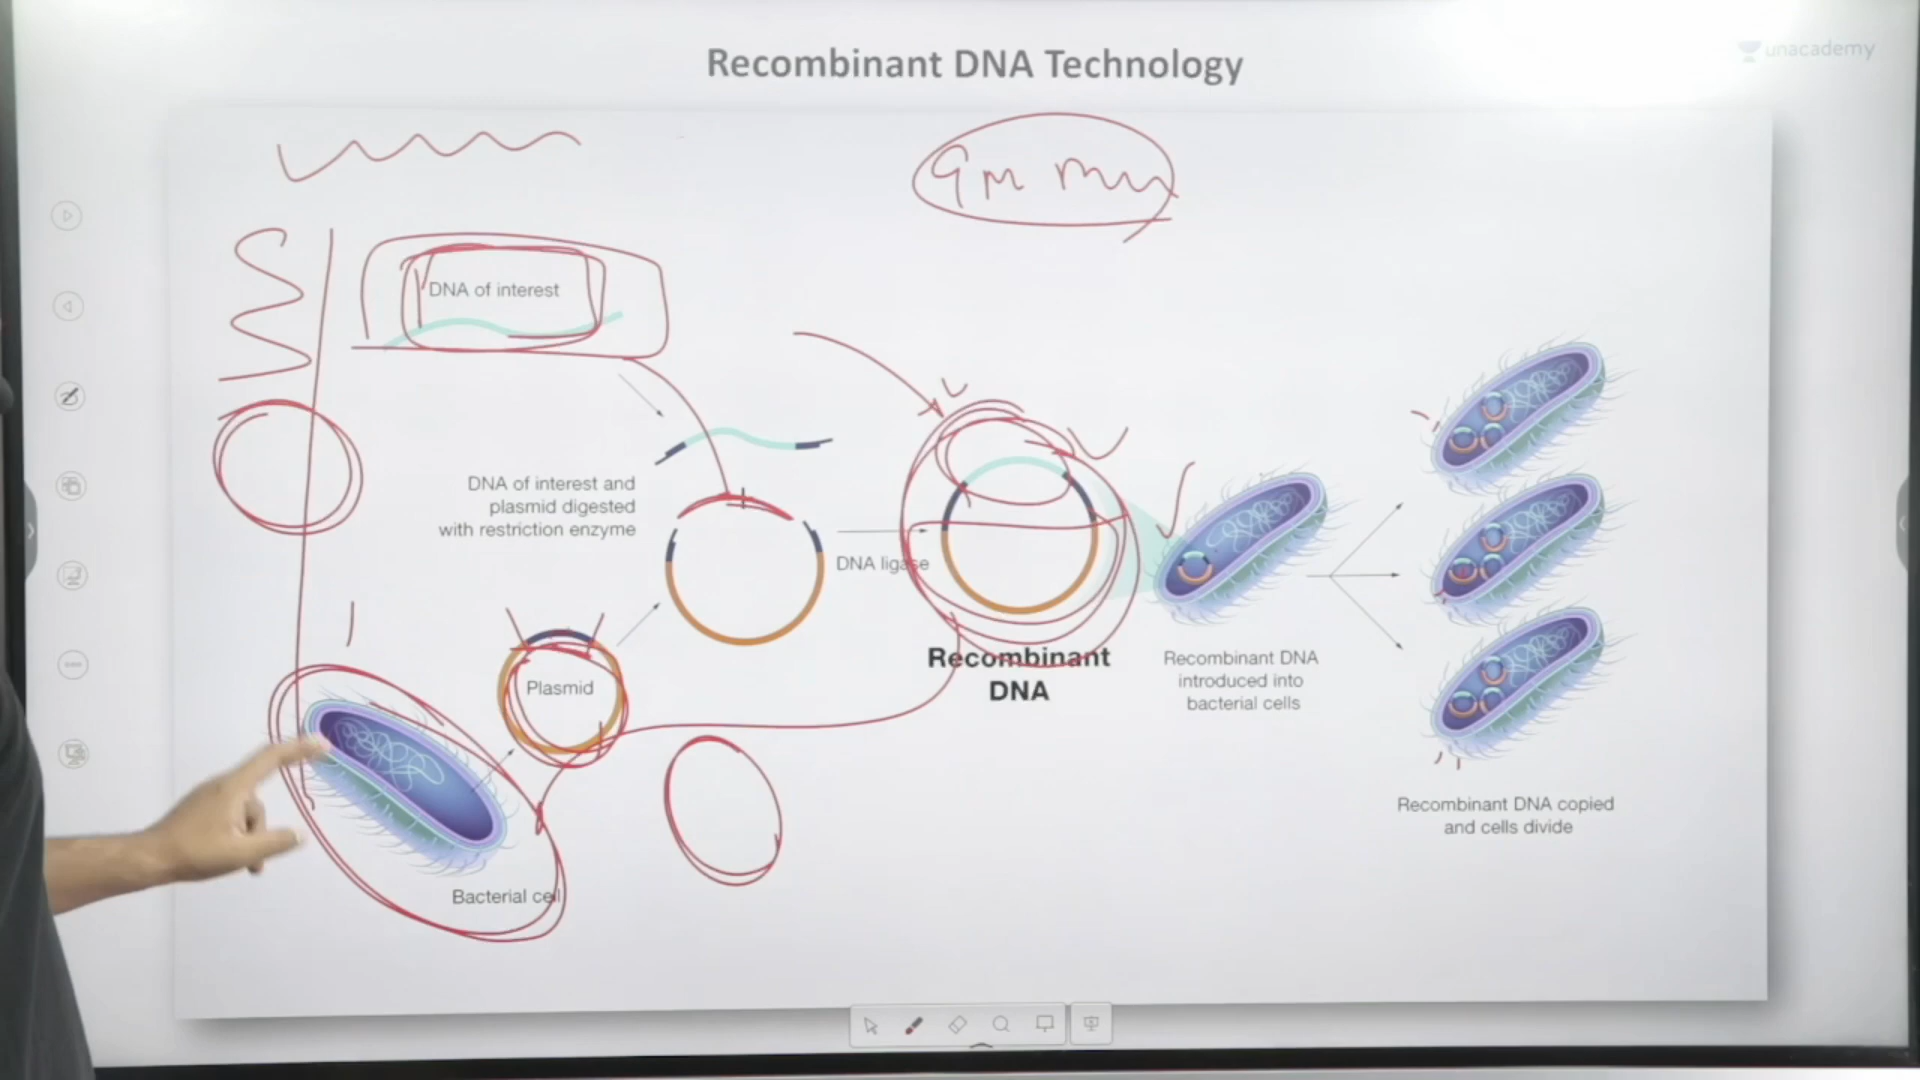 Recombinant DNA Technology
unacademy
DNA of interest
DNA of interest and
plasmid digested
with restriction enzyme
DNA ligase
Plasmid
Recombinant
DNA
Recombinant DNA
introduced into
bacterial cells
Recombinant DNA copied
and cells divide
Bacterial cell